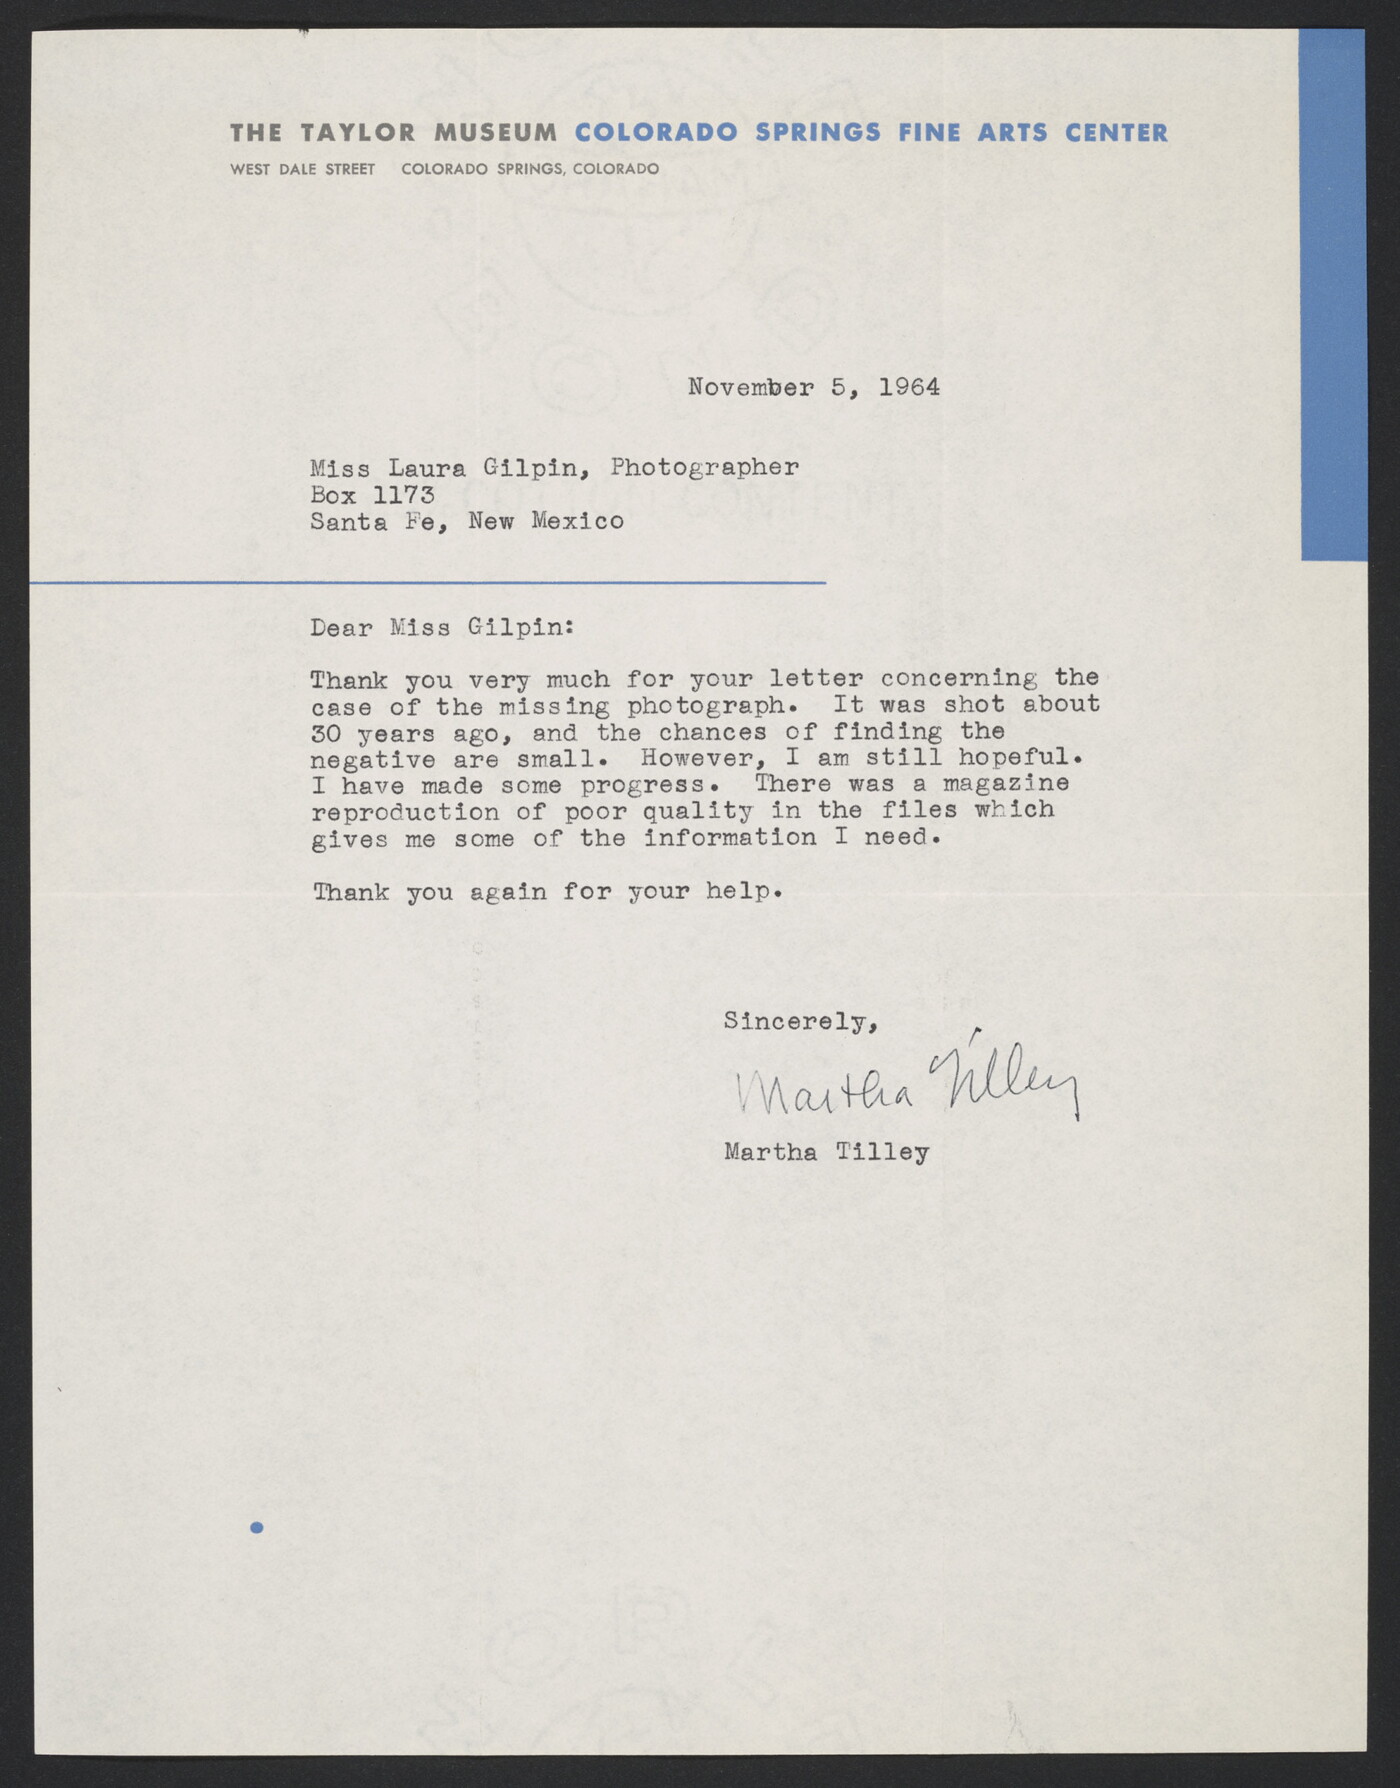 THE TAYLOR MUSEUM COLORADO SPRINGS FINE ARTS CENTER
WEST DALE STREET COLORADO SPRINGS, COLORADO
November 5, 1964
Miss Laura Gilpin, Photographer
Box 1173
Santa Fe, New Mexico
Dear Miss Gilpin:
Thank you very much for your letter concerning the
case of the missing photograph. It was shot about
30 years ago, and the chances of finding the
negative are small. However, I am still hopeful.
I have made some progress. There was a magazine
reproduction of poor quality in the files which
gives me some of the information I need.
Thank you again for your help.
Sincerely,
Martha Tilley
Martha Tilley